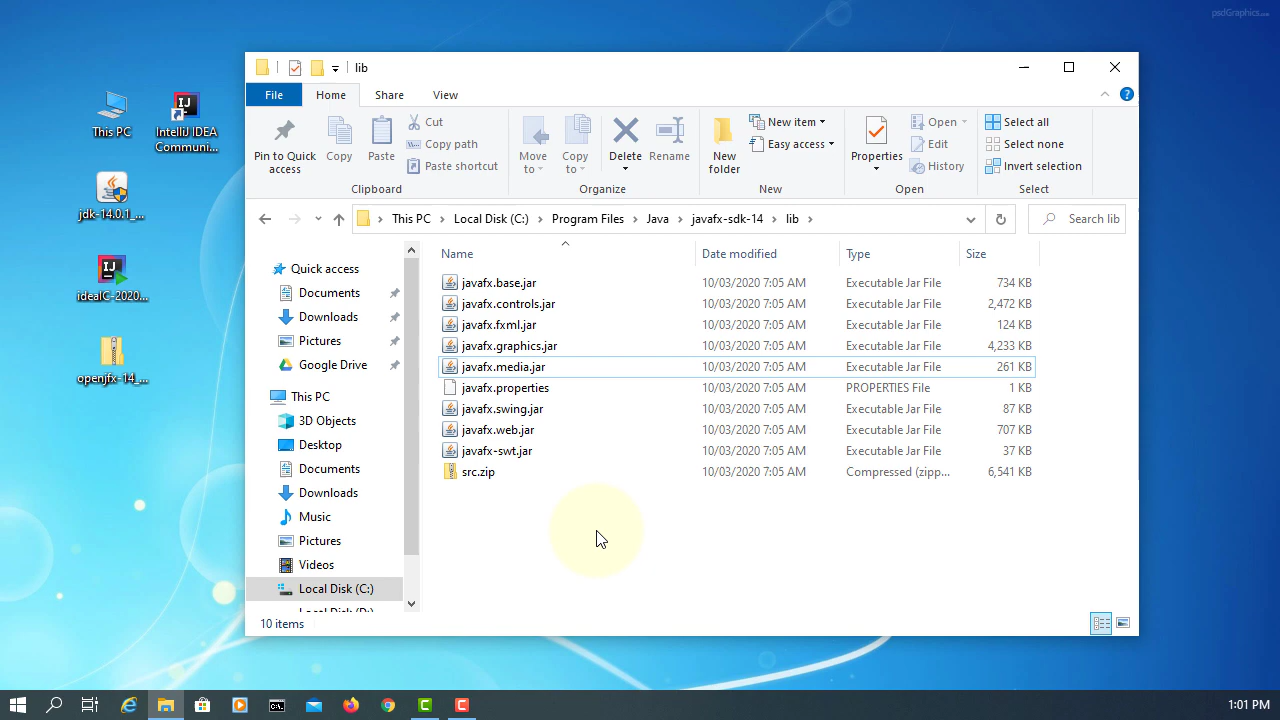 psdGraphics.com
lib
File Home Share View
Pin to Quick access
Copy
Paste
Cut
Copy path
Paste shortcut
Clipboard
Move to
Copy to
Delete
Rename
Organize
New folder
New item
Easy access
New
Properties
Open
Edit
History
Open
Select all
Select none
Invert selection
Select
This PC > Local Disk (C:) > Program Files > Java > javafx-sdk-14 > lib >
Search lib
Name Date modified Type Size
javafx.base.jar 10/03/2020 7:05 AM Executable Jar File 734 KB
javafx.controls.jar 10/03/2020 7:05 AM Executable Jar File 2,472 KB
javafx.fxml.jar 10/03/2020 7:05 AM Executable Jar File 124 KB
javafx.graphics.jar 10/03/2020 7:05 AM Executable Jar File 4,233 KB
javafx.media.jar 10/03/2020 7:05 AM Executable Jar File 261 KB
javafx.properties 10/03/2020 7:05 AM PROPERTIES File 1 KB
javafx.swing.jar 10/03/2020 7:05 AM Executable Jar File 87 KB
javafx.web.jar 10/03/2020 7:05 AM Executable Jar File 707 KB
javafx-swt.jar 10/03/2020 7:05 AM Executable Jar File 37 KB
src.zip 10/03/2020 7:05 AM Compressed (zipp... 6,541 KB
Quick access
Documents
Downloads
Pictures
Google Drive
This PC
3D Objects
Desktop
Documents
Downloads
Music
Pictures
Videos
Local Disk (C:)
Local Disk (D:)
10 items
This PC
IntelliJ IDEA
Communi...
jdk-14.0.1_...
ideaIC-2020...
openjfx-14_...
1:01 PM